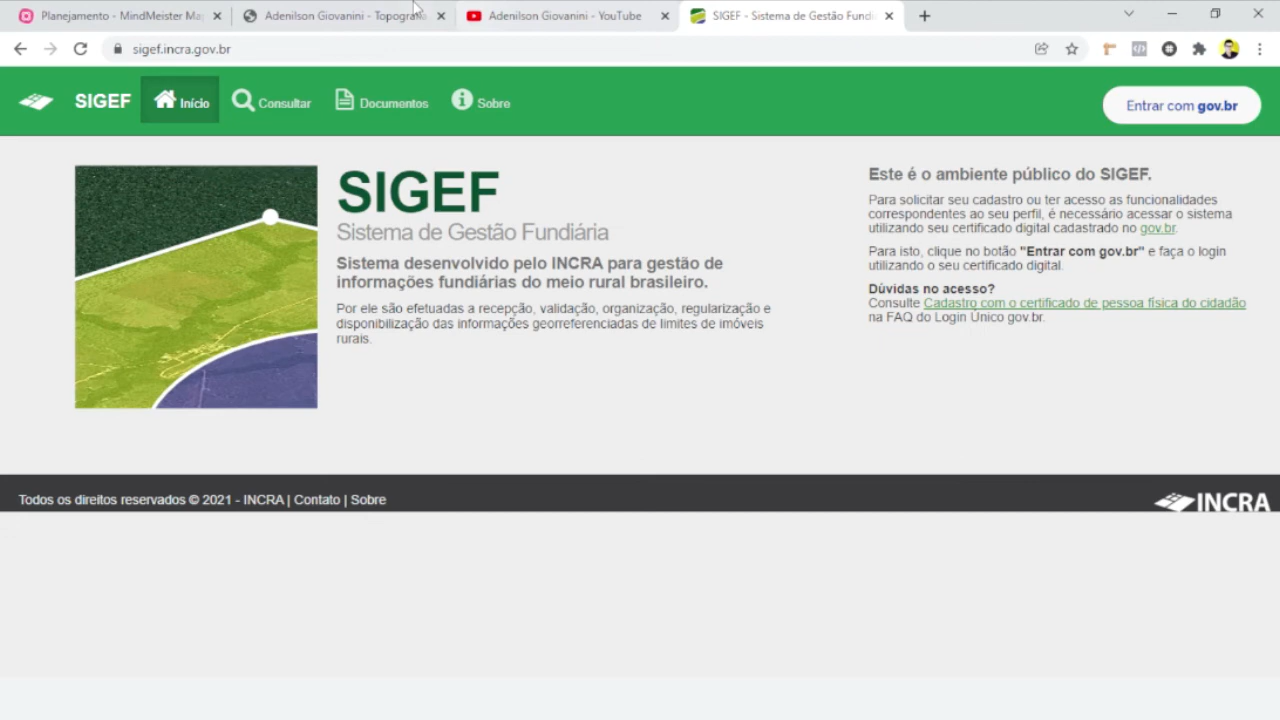 Planejamento - MindMeister Ma
Adenilson Giovanini - Topografia
Adenilson Giovanini - YouTube
SIGEF - Sistema de Gestão Fundi
sigef.incra.gov.br
SIGEF
Início
Consultar
Documentos
Sobre
Entrar com gov.br
SIGEF
Sistema de Gestão Fundiária
Sistema desenvolvido pelo INCRA para gestão de
informações fundiárias do meio rural brasileiro.
Por ele são efetuadas a recepção, validação, organização, regularização e
disponibilização das informações georreferenciadas de limites de imóveis
rurais.
Este é o ambiente público do SIGEF.
Para solicitar seu cadastro ou ter acesso as funcionalidades
correspondentes ao seu perfil, é necessário acessar o sistema
utilizando seu certificado digital cadastrado no gov.br.
Para isto, clique no botão "Entrar com gov.br" e faça o login
utilizando o seu certificado digital.
Dúvidas no acesso?
Consulte Cadastro com o certificado de pessoa física do cidadão
na FAQ do Login Único gov.br.
Todos os direitos reservados © 2021 - INCRA | Contato | Sobre
INCRA